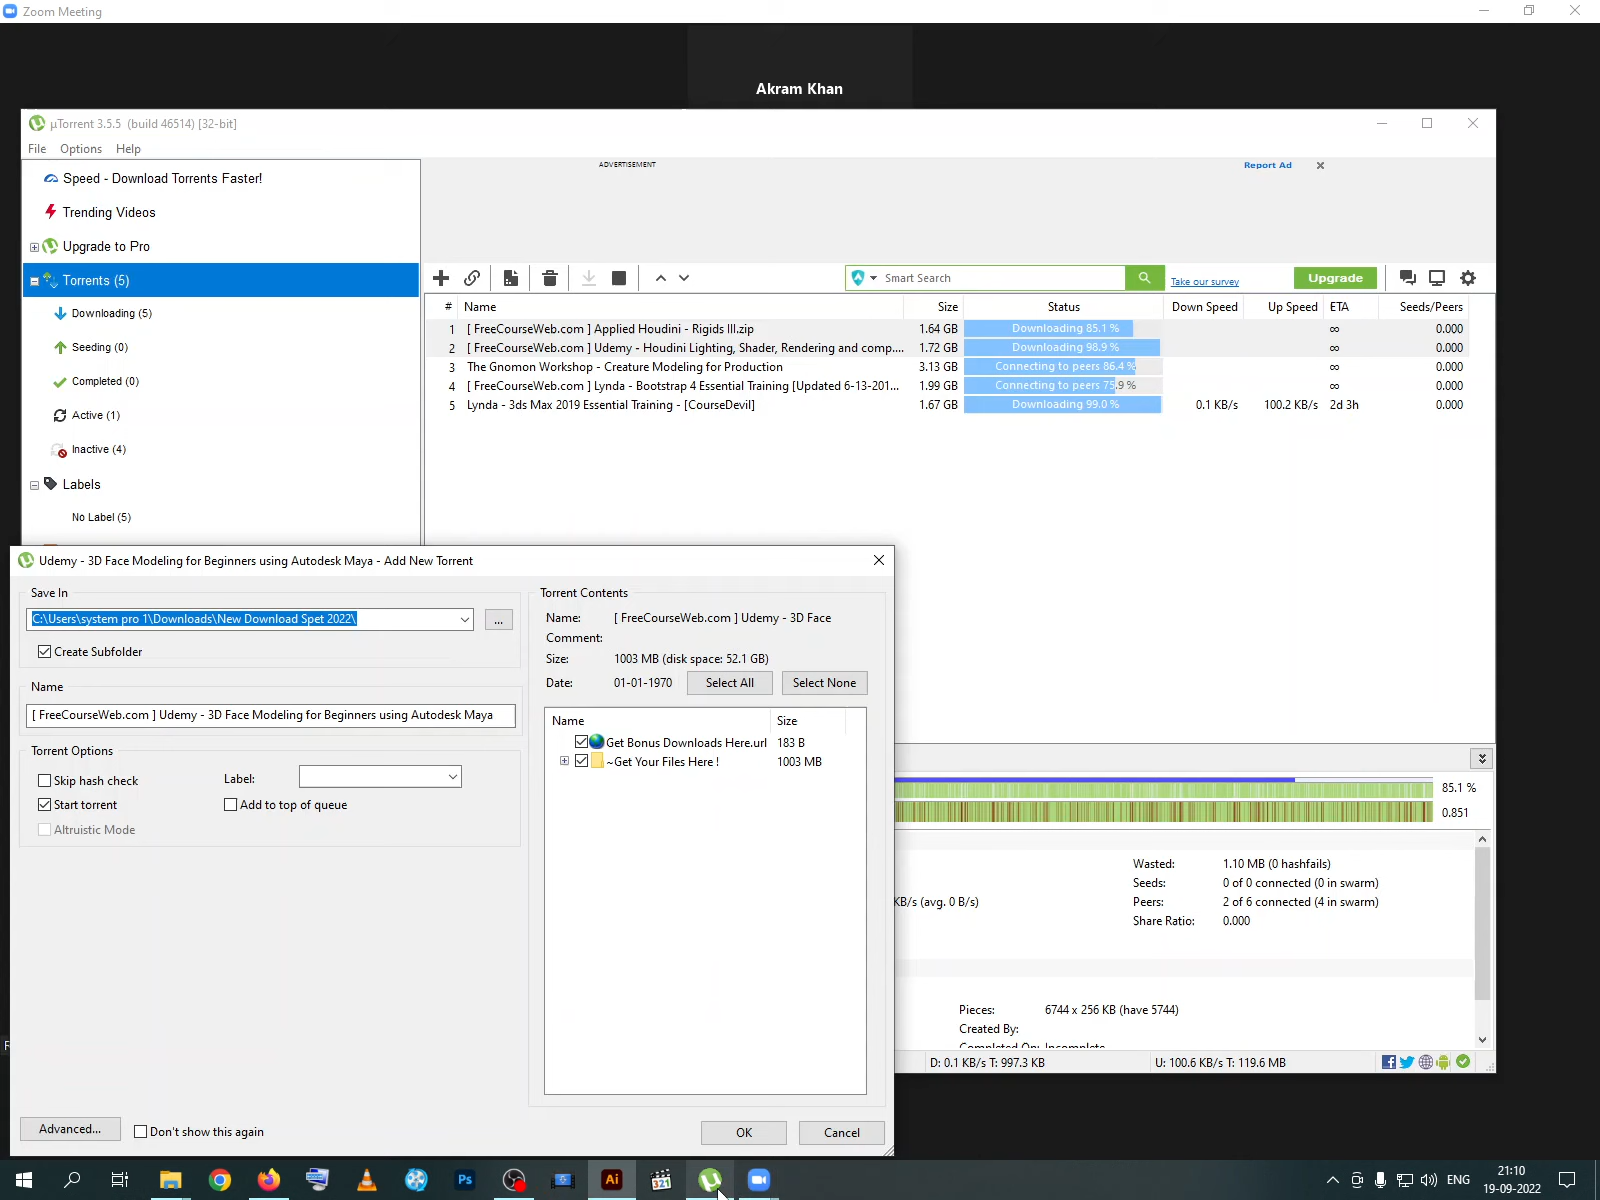 Zoom Meeting
Akram Khan
µTorrent 3.5.5 (build 46514) [32-bit]
File Options Help
ADVERTISEMENT
Report Ad
Speed - Download Torrents Faster!
Trending Videos
Upgrade to Pro
Torrents (5)
Downloading (5)
Seeding (0)
Completed (0)
Active (1)
Inactive (4)
Labels
No Label (5)
Smart Search
Take our survey
Upgrade
# Name Size Status Down Speed Up Speed ETA Seeds/Peers
1 [ FreeCourseWeb.com ] Applied Houdini - Rigids III.zip 1.64 GB Downloading 85.1 % ∞ 0.000
2 [ FreeCourseWeb.com ] Udemy - Houdini Lighting, Shader, Rendering and comp.... 1.72 GB Downloading 98.9 % ∞ 0.000
3 The Gnomon Workshop - Creature Modeling for Production 3.13 GB Connecting to peers 86.4 % ∞ 0.000
4 [ FreeCourseWeb.com ] Lynda - Bootstrap 4 Essential Training [Updated 6-13-201... 1.99 GB Connecting to peers 75.9 % ∞ 0.000
5 Lynda - 3ds Max 2019 Essential Training - [CourseDevil] 1.67 GB Downloading 99.0 % 0.1 KB/s 100.2 KB/s 2d 3h 0.000
Udemy - 3D Face Modeling for Beginners using Autodesk Maya - Add New Torrent
Save In
C:\Users\system pro 1\Downloads\New Download Spet 2022\
...
Create Subfolder
Name
[ FreeCourseWeb.com ] Udemy - 3D Face Modeling for Beginners using Autodesk Maya
Torrent Options
Skip hash check
Label:
Start torrent
Add to top of queue
Altruistic Mode
Torrent Contents
Name: [ FreeCourseWeb.com ] Udemy - 3D Face
Comment:
Size: 1003 MB (disk space: 52.1 GB)
Date: 01-01-1970
Select All
Select None
Name Size
Get Bonus Downloads Here.url 183 B
~Get Your Files Here ! 1003 MB
Advanced...
Don't show this again
OK
Cancel
85.1 %
0.851
Wasted: 1.10 MB (0 hashfails)
Seeds: 0 of 0 connected (0 in swarm)
KB/s (avg. 0 B/s)
Peers: 2 of 6 connected (4 in swarm)
Share Ratio: 0.000
Pieces: 6744 x 256 KB (have 5744)
Created By:
Completed On: Incomplete
D: 0.1 KB/s T: 997.3 KB
U: 100.6 KB/s T: 119.6 MB
Ps
Ai
321
ENG
21:10
19-09-2022